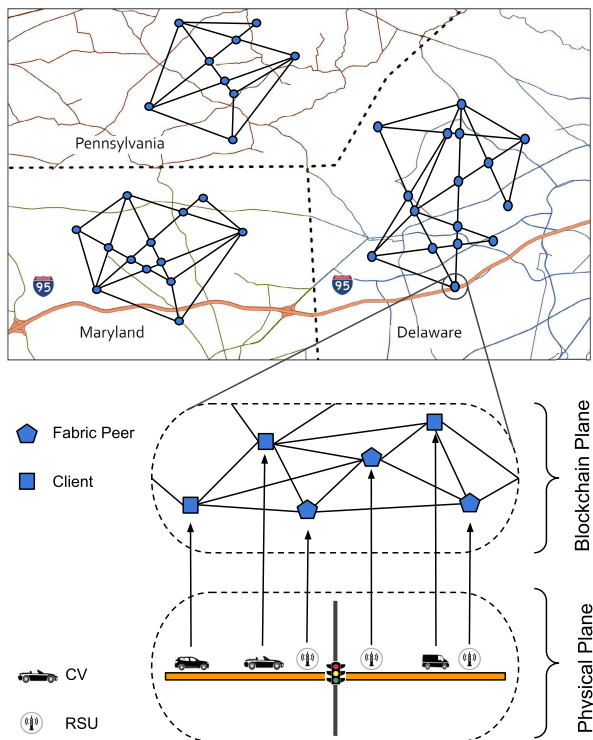 Pennsylvania
95
95
Maryland
Delaware
Fabric Peer
Client
Blockchain Plane
CV
RSU
Physical Plane